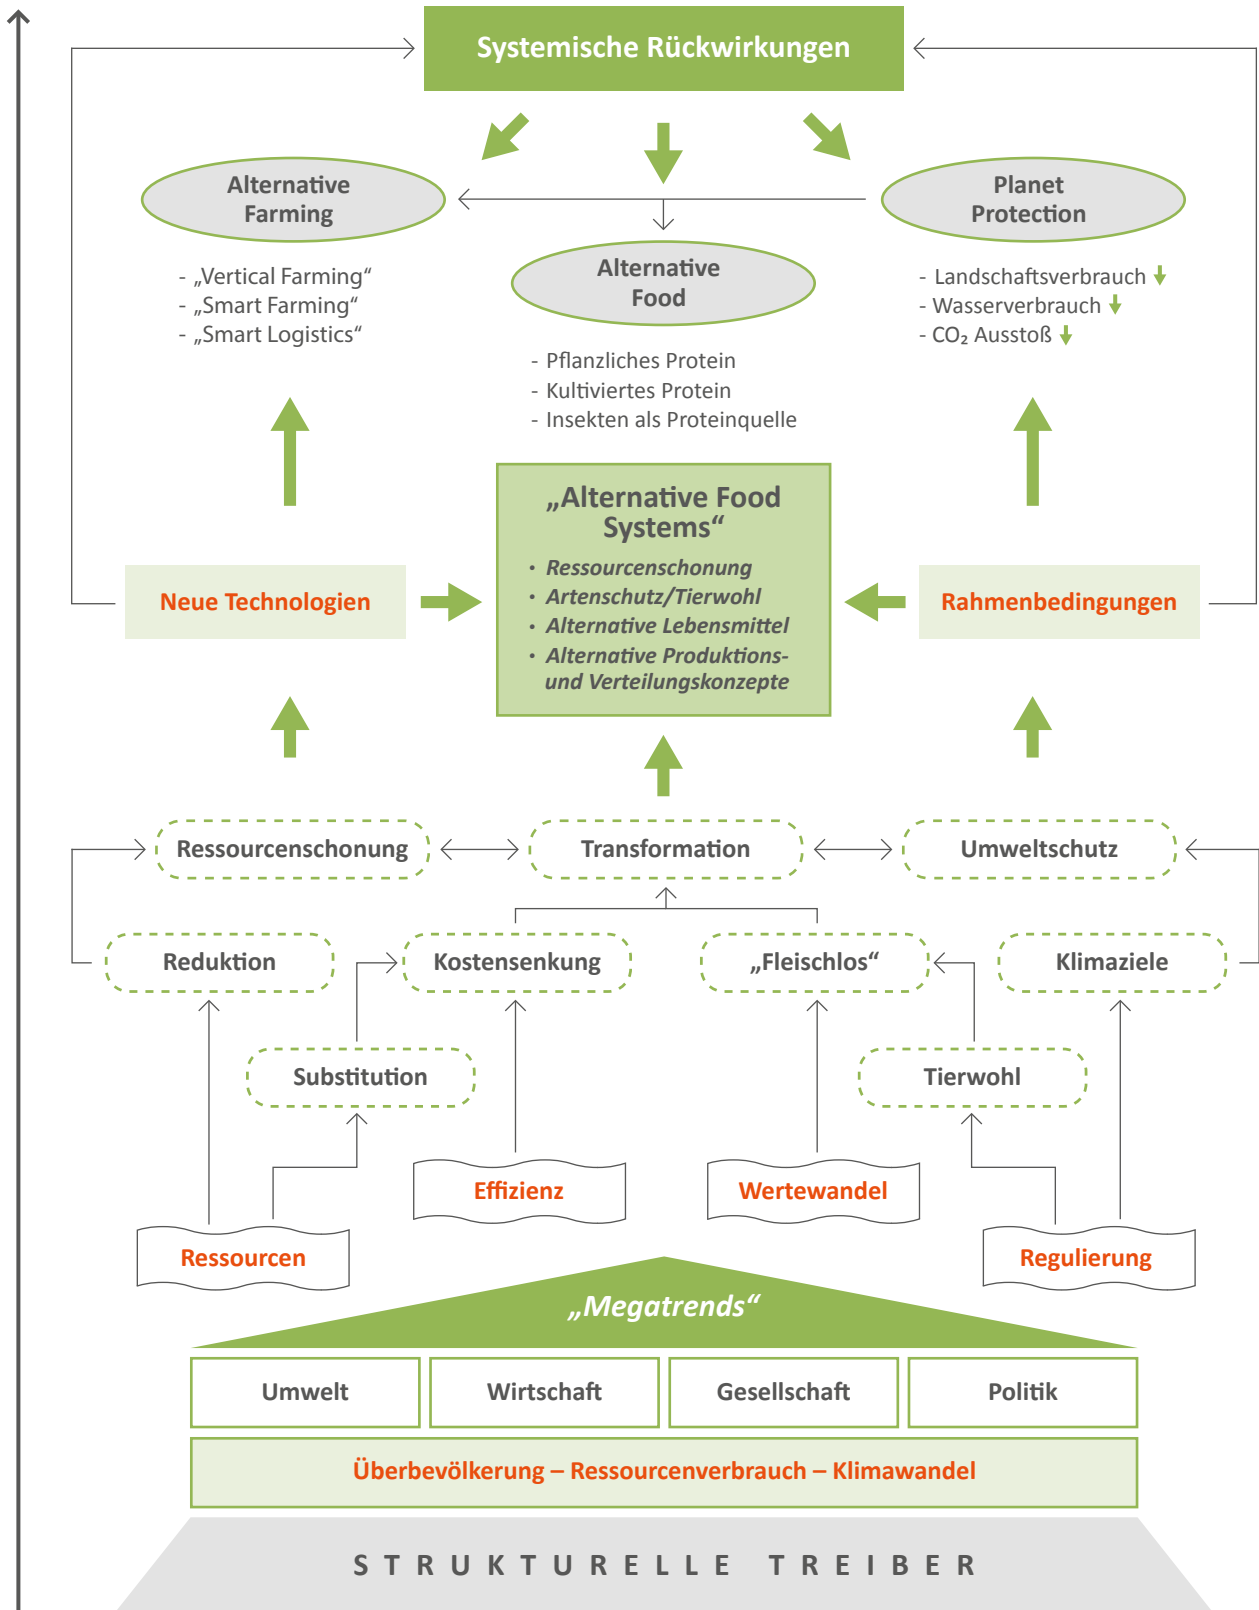 Systemische Rückwirkungen
Alternative
Farming
- „Vertical Farming“
- „Smart Farming“
- „Smart Logistics“
Alternative
Food
- Pflanzliches Protein
- Kultiviertes Protein
- Insekten als Proteinquelle
Planet
Protection
- Landschaftsverbrauch
- Wasserverbrauch
- CO₂ Ausstoß
Neue Technologien
„Alternative Food
Systems“
• Ressourcenschonung
• Artenschutz/Tierwohl
• Alternative Lebensmittel
• Alternative Produktions-
und Verteilungskonzepte
Rahmenbedingungen
Ressourcenschonung
Transformation
Umweltschutz
Reduktion
Kostensenkung
„Fleischlos“
Klimaziele
Substitution
Tierwohl
Effizienz
Wertewandel
Ressourcen
Regulierung
„Megatrends“
Umwelt
Wirtschaft
Gesellschaft
Politik
Überbevölkerung – Ressourcenverbrauch – Klimawandel
STRUKTURELLE TREIBER